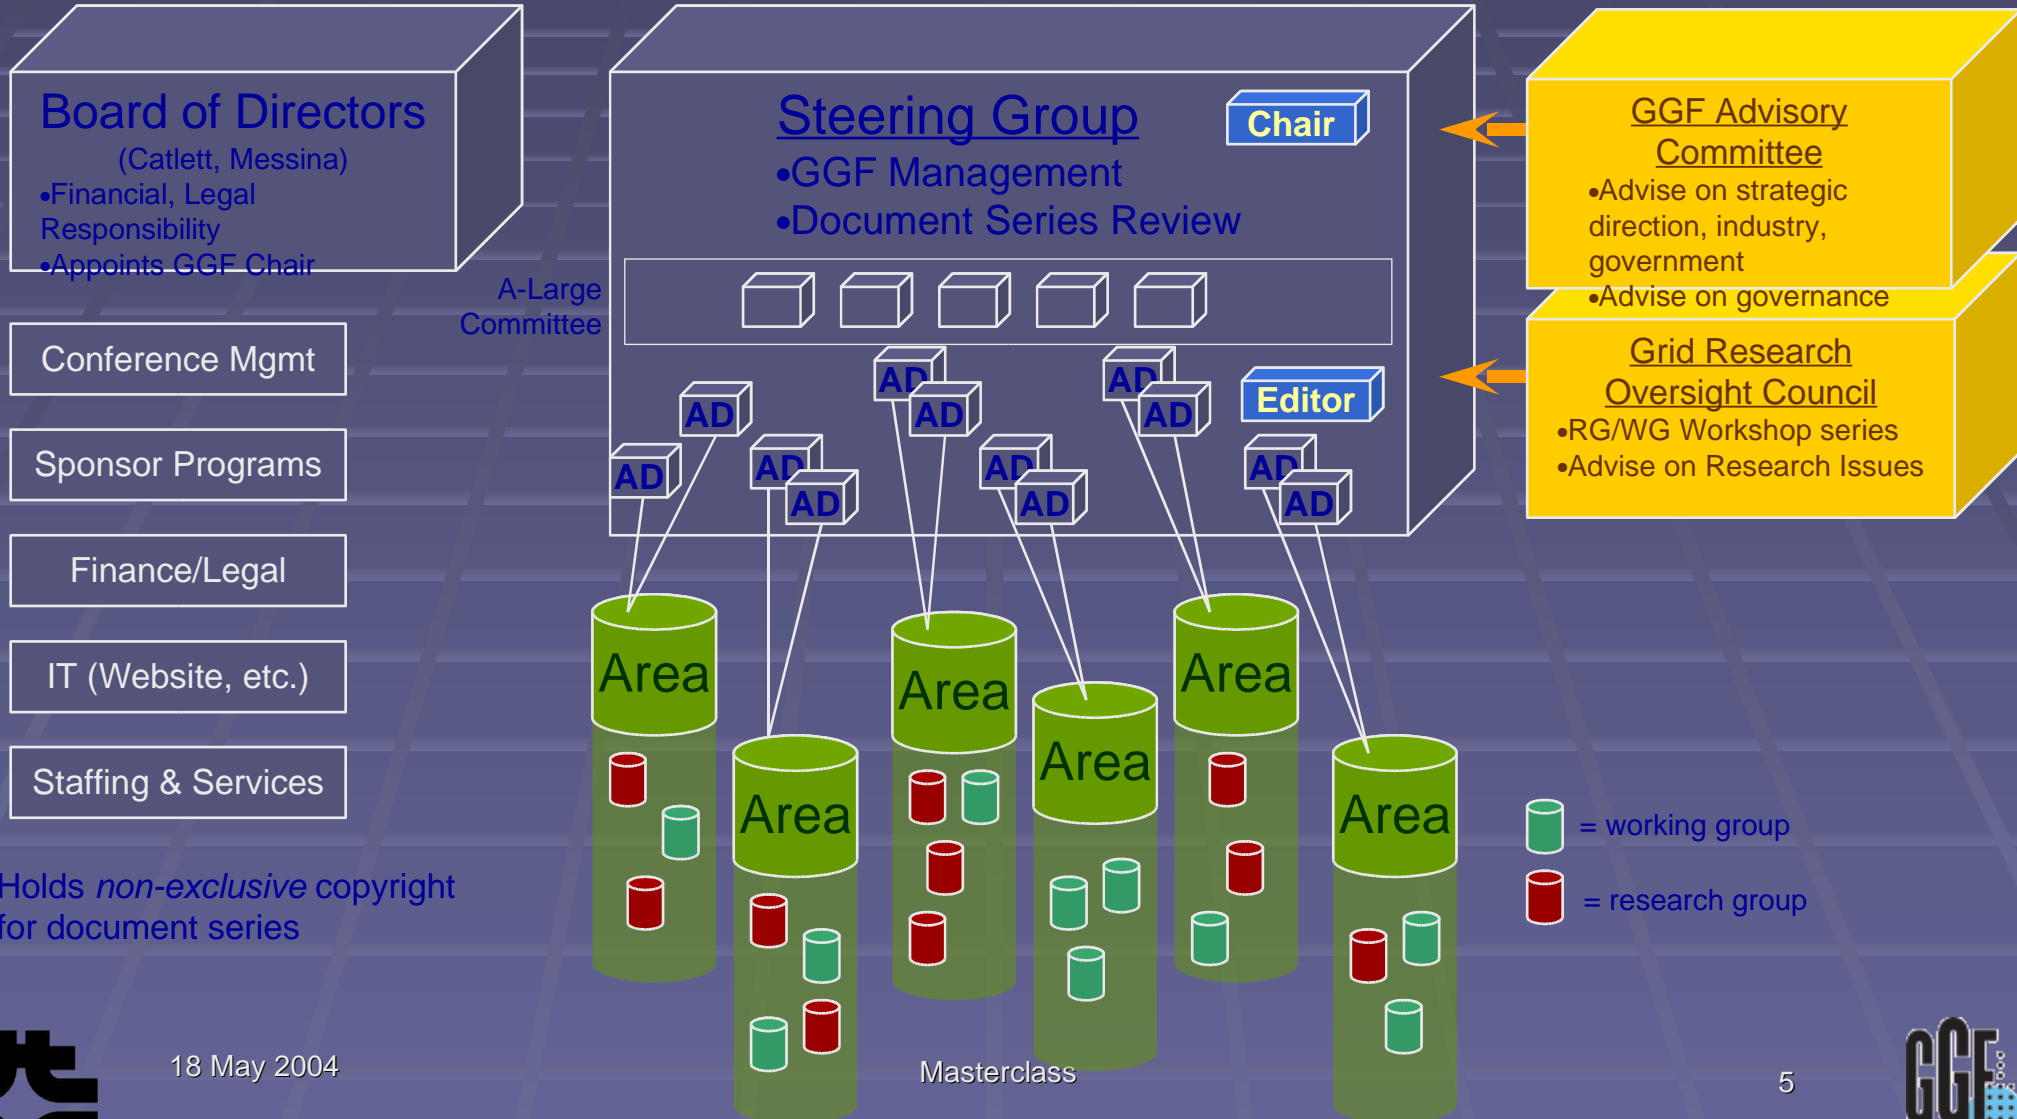 Board of Directors
(Catlett, Messina)
•Financial, Legal
Responsibility
•Appoints GGF Chair
Conference Mgmt
Sponsor Programs
Finance/Legal
IT (Website, etc.)
Staffing & Services
Holds non-exclusive copyright
for document series
Steering Group
•GGF Management
•Document Series Review
Chair
A-Large
Committee
Editor
AD
AD
AD
AD
AD
AD
AD
AD
AD
AD
AD
AD
Area
Area
Area
Area
Area
Area
GGF Advisory
Committee
•Advise on strategic
direction, industry,
government
•Advise on governance
Grid Research
Oversight Council
•RG/WG Workshop series
•Advise on Research Issues
= working group
= research group
18 May 2004
Masterclass
5
GGF